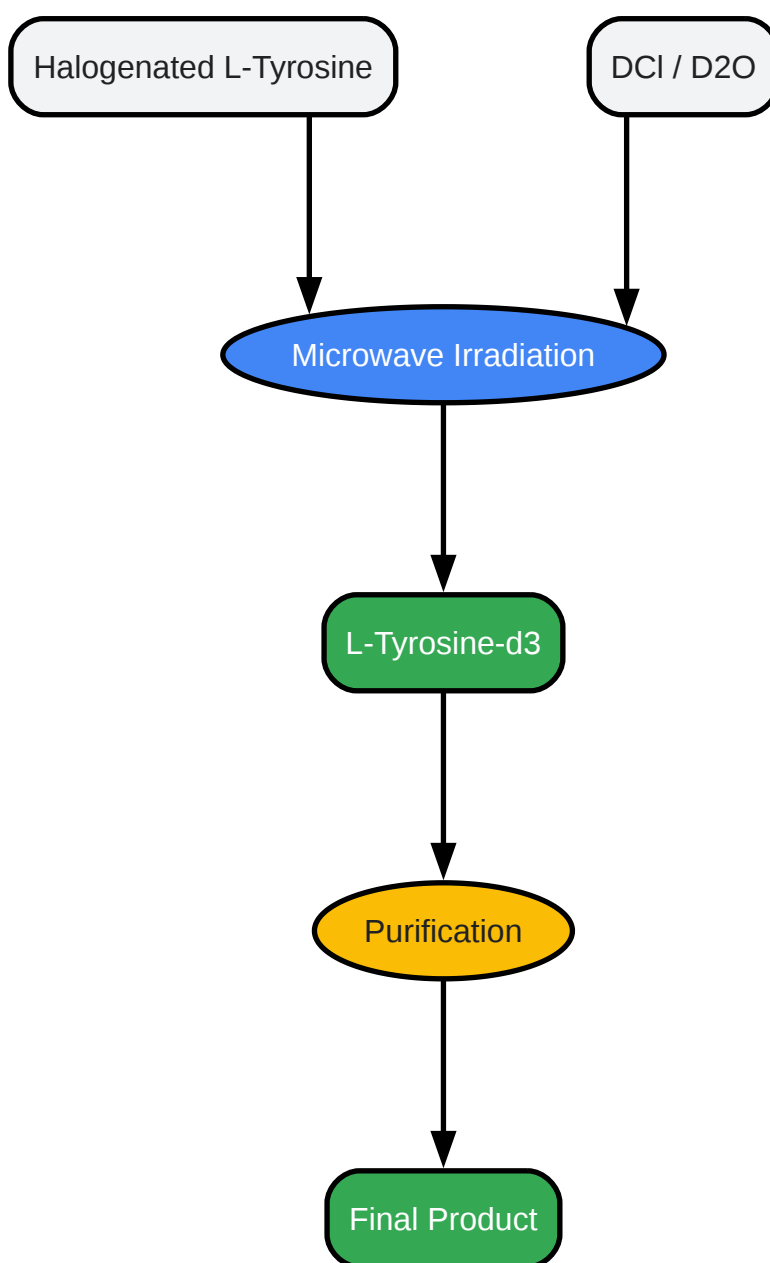 Halogenated L-Tyrosine
DCl / D2O
Microwave Irradiation
L-Tyrosine-d3
Purification
Final Product